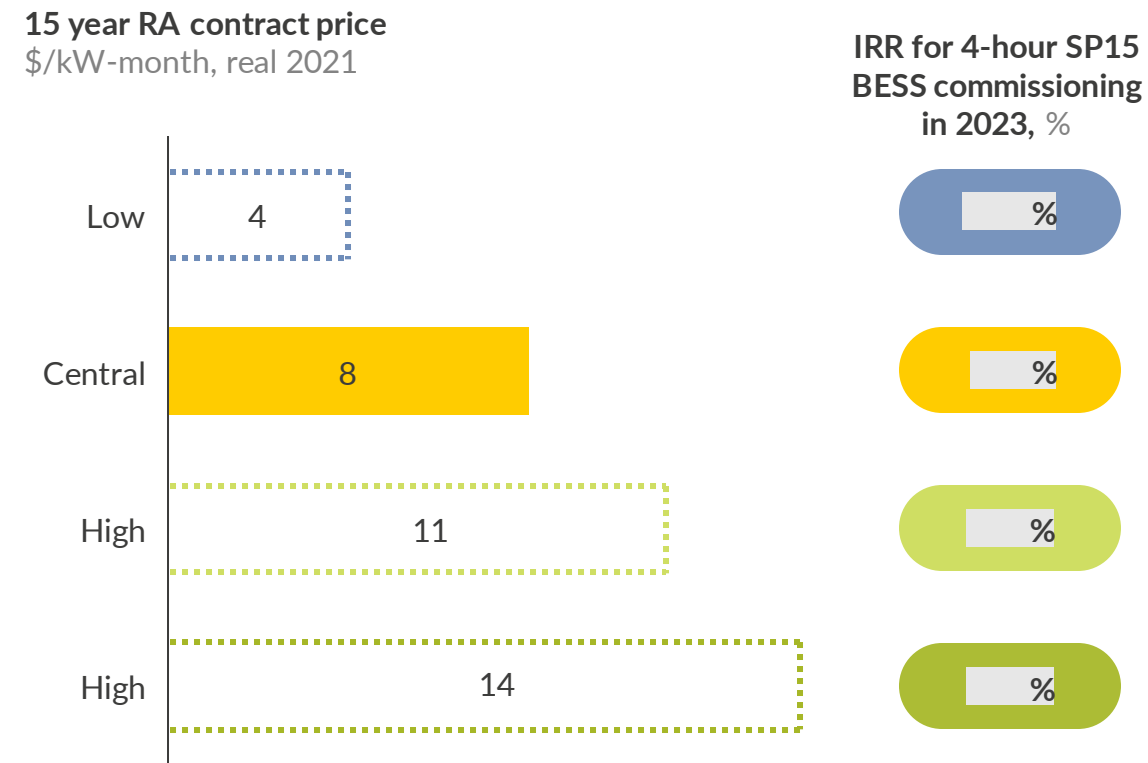 15 year RA contract price
$/kW-month, real 2021
IRR for 4-hour SP15
BESS commissioning
in 2023, %
Low
4
%
Central
8
%
High
11
%
High
14
%